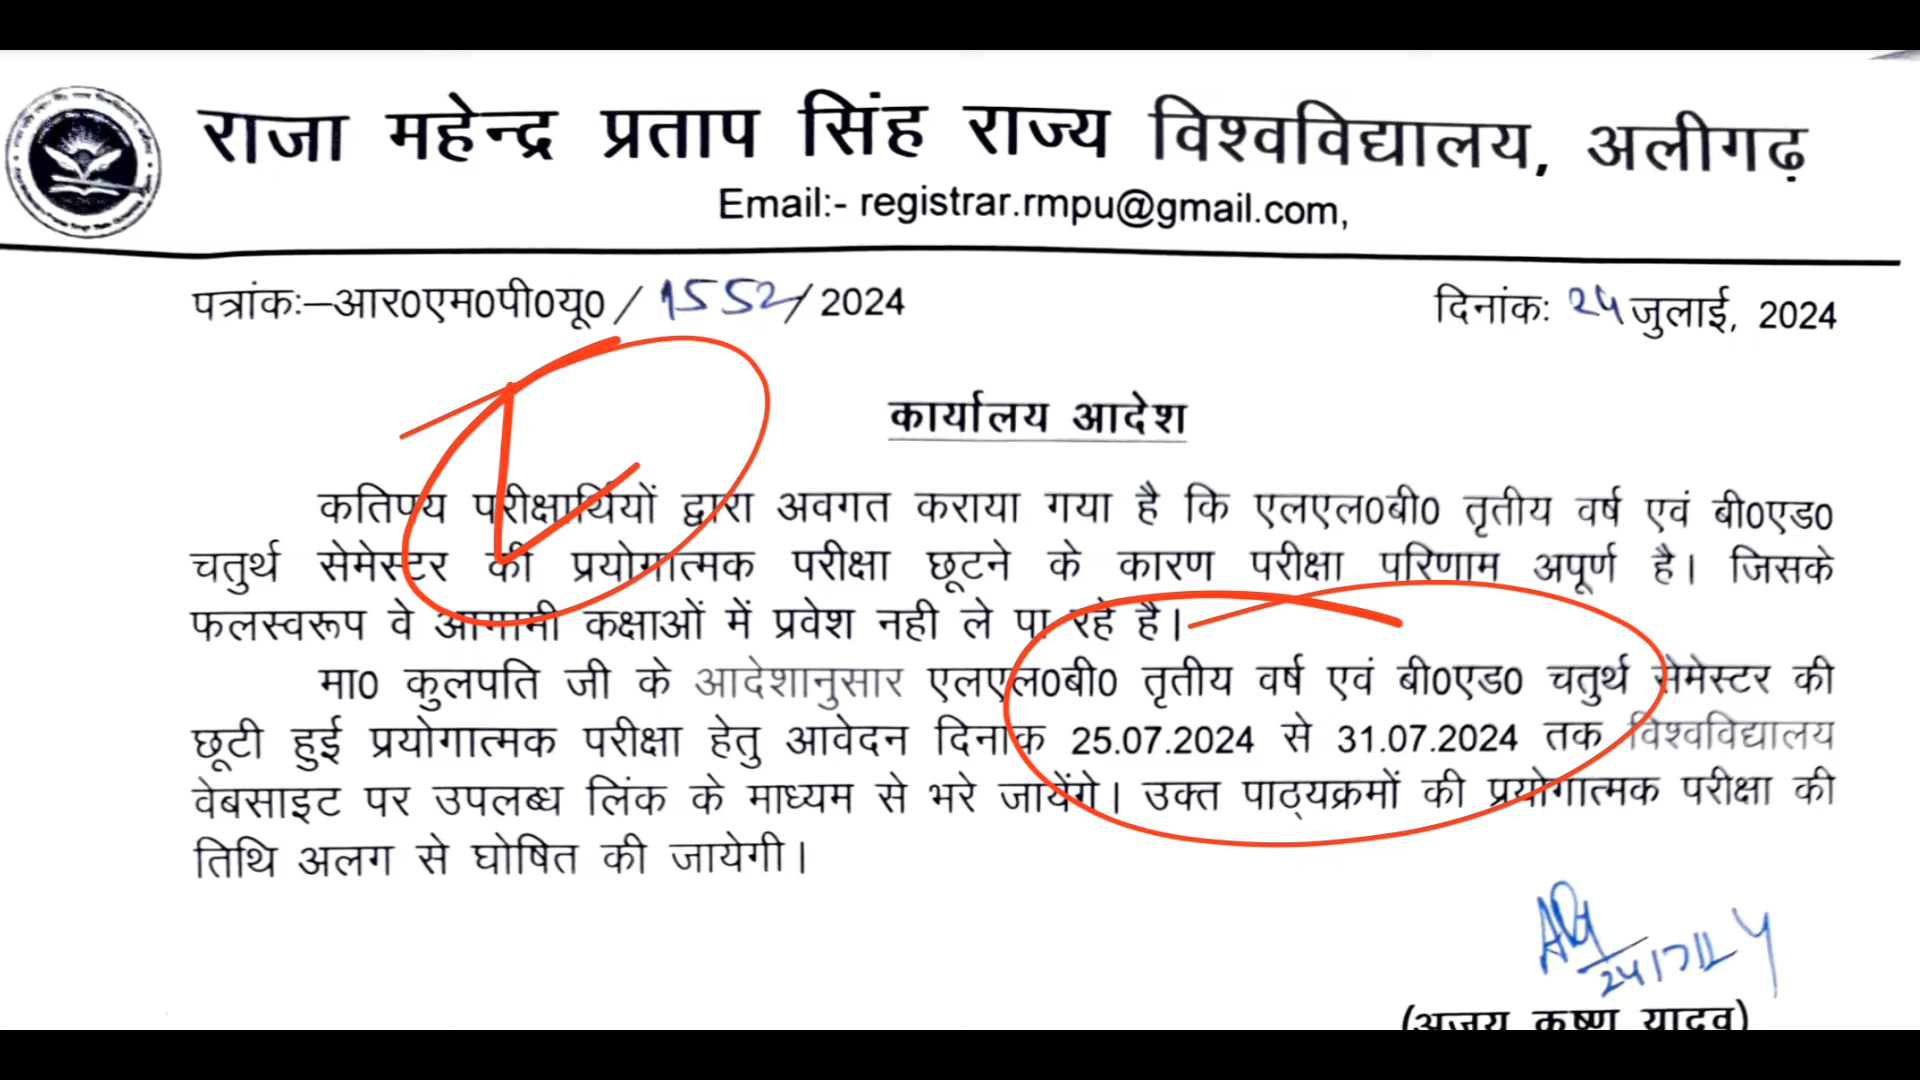 राजा महेन्द्र प्रताप सिंह राज्य विश्वविद्यालय, अलीगढ़
Email:- registrar.rmpu@gmail.com,
पत्रांकः–आर0एम0पी0यू0 / 1552 / 2024 दिनांकः 24 जुलाई, 2024
कार्यालय आदेश
कतिपय परीक्षार्थियों द्वारा अवगत कराया गया है कि एलएल0बी0 तृतीय वर्ष एवं बी0एड0
चतुर्थ सेमेस्टर की प्रयोगात्मक परीक्षा छूटने के कारण परीक्षा परिणाम अपूर्ण है। जिसके
फलस्वरूप वे आगामी कक्षाओं में प्रवेश नही ले पा रहे है।
मा0 कुलपति जी के आदेशानुसार एलएल0बी0 तृतीय वर्ष एवं बी0एड0 चतुर्थ सेमेस्टर की
छूटी हुई प्रयोगात्मक परीक्षा हेतु आवेदन दिनांक 25.07.2024 से 31.07.2024 तक विश्वविद्यालय
वेबसाइट पर उपलब्ध लिंक के माध्यम से भरे जायेंगे। उक्त पाठ्यक्रमों की प्रयोगात्मक परीक्षा की
तिथि अलग से घोषित की जायेगी।
(अजय कृष्ण यादव)